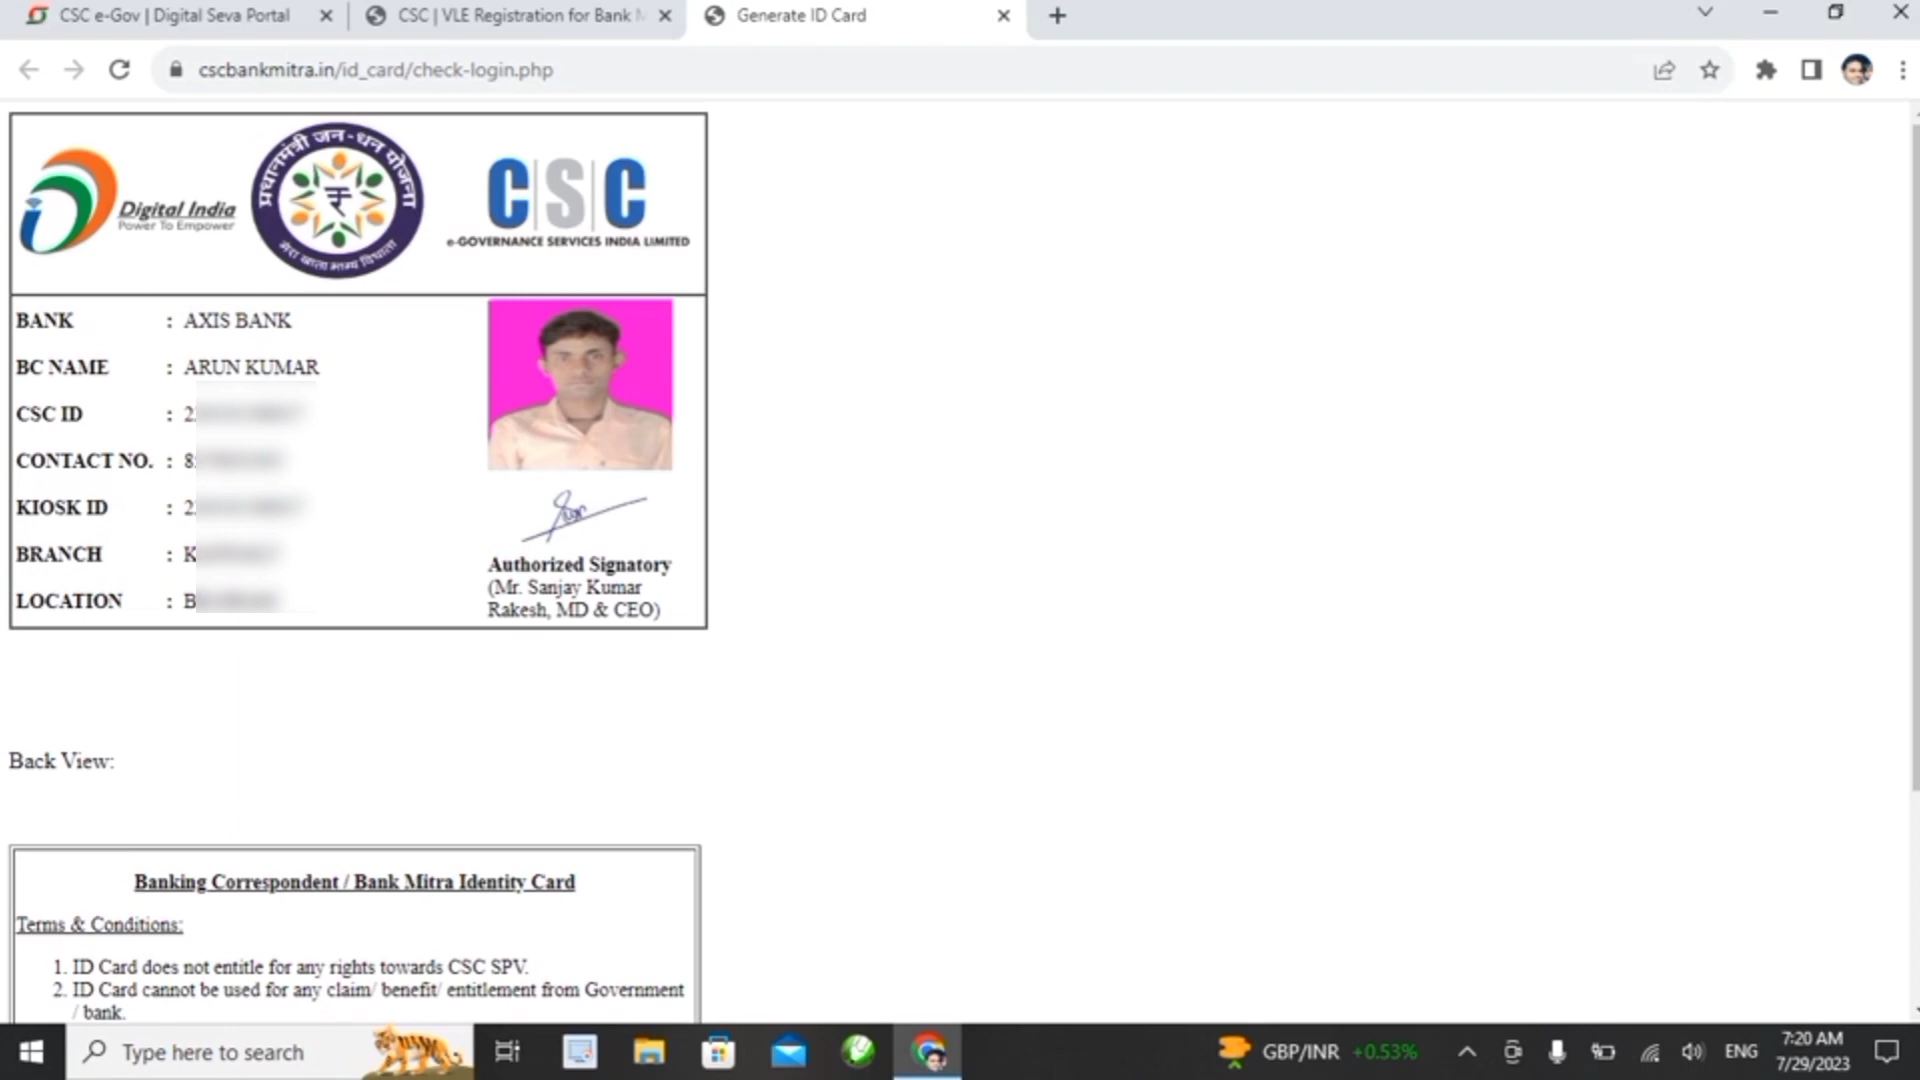 CSC e-Gov | Digital Seva Portal
CSC | VLE Registration for Bank M
Generate ID Card
cscbankmitra.in/id_card/check-login.php
Digital India
Power To Empower
प्रधानमंत्री जन-धन योजना
मेरा खाता भाग्य विधाता
₹
CSC
e-GOVERNANCE SERVICES INDIA LIMITED
BANK : AXIS BANK
BC NAME : ARUN KUMAR
CSC ID : 2
CONTACT NO. : 8
KIOSK ID : 2
BRANCH : K
LOCATION : B
Authorized Signatory
(Mr. Sanjay Kumar
Rakesh, MD & CEO)
Back View:
Banking Correspondent / Bank Mitra Identity Card
Terms & Conditions:
1. ID Card does not entitle for any rights towards CSC SPV.
2. ID Card cannot be used for any claim/ benefit/ entitlement from Government
/ bank.
Type here to search
GBP/INR +0.53%
ENG
7:20 AM
7/29/2023